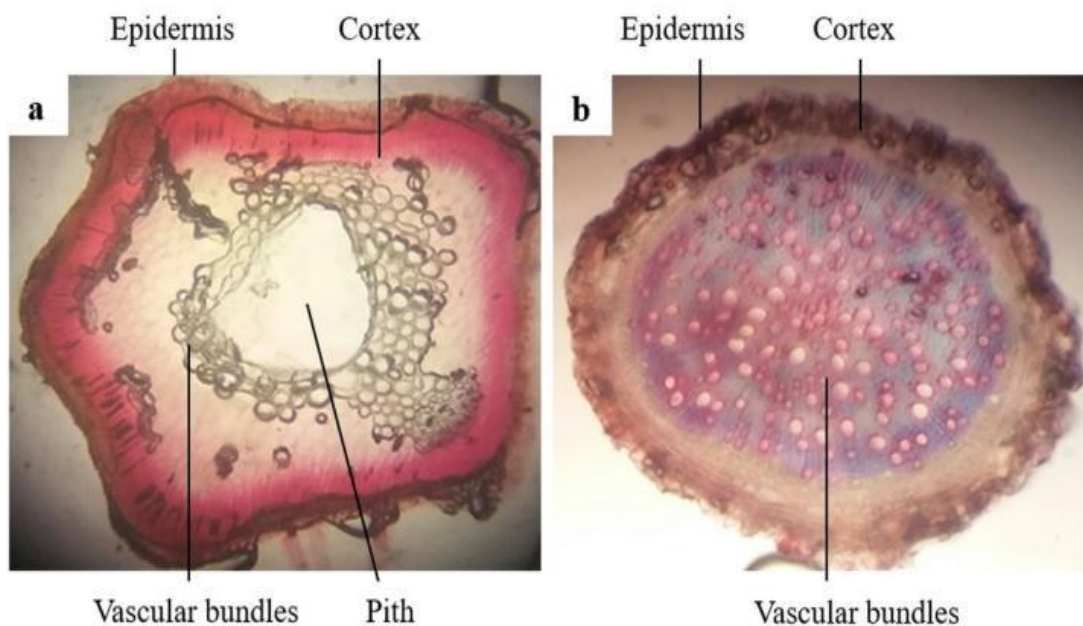 Epidermis Cortex Epidermis Cortex
a b
Vascular bundles Pith Vascular bundles